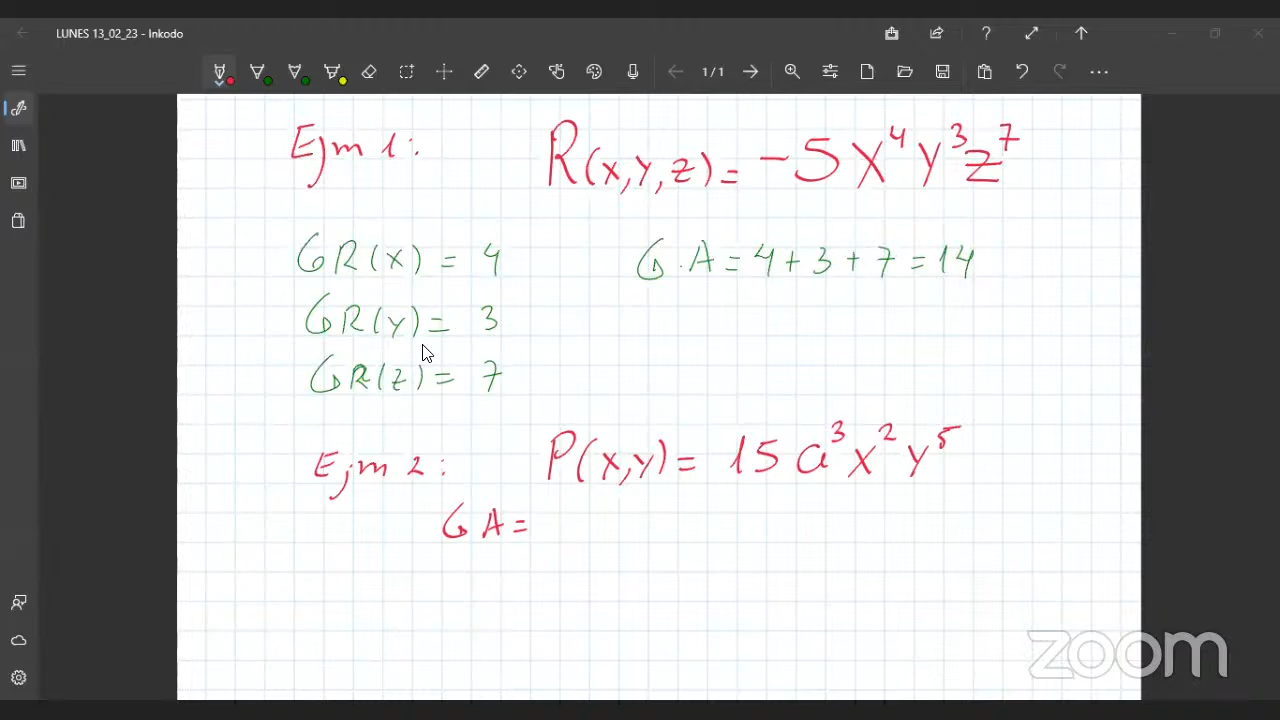 LUNES 13_02_23 - Inkodo
1 / 1
Ejm 1: R(x,y,z) = -5x⁴y³z⁷
GR(x) = 4 G.A = 4+3+7=14
GR(y) = 3
GR(z) = 7
Ejm 2: P(x,y) = 15a³x²y⁵
GA=
zoom